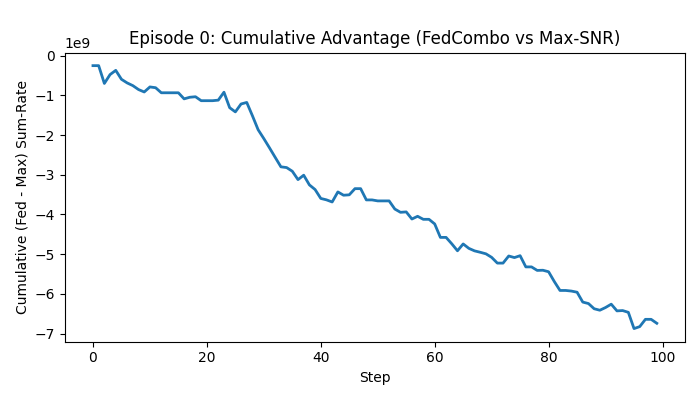 Episode 0: Cumulative Advantage (FedCombo vs Max-SNR)
1e9
0
−1
−2
−3
−4
−5
−6
−7
Cumulative (Fed - Max) Sum-Rate
0 20 40 60 80 100
Step